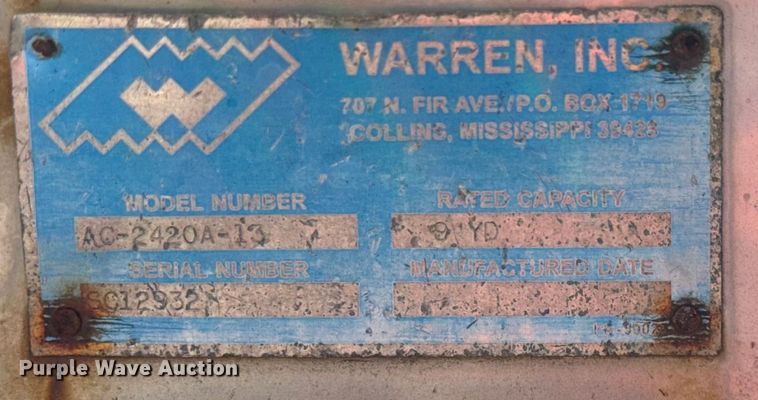 WARREN, INC.
707 N. FIR AVE./P.O. BOX 1719
COLLINS, MISSISSIPPI 39428
MODEL NUMBER
RATED CAPACITY
AC-2420A-13
9 YD
SERIAL NUMBER
MANUFACTURED DATE
SC12932
Purple Wave Auction